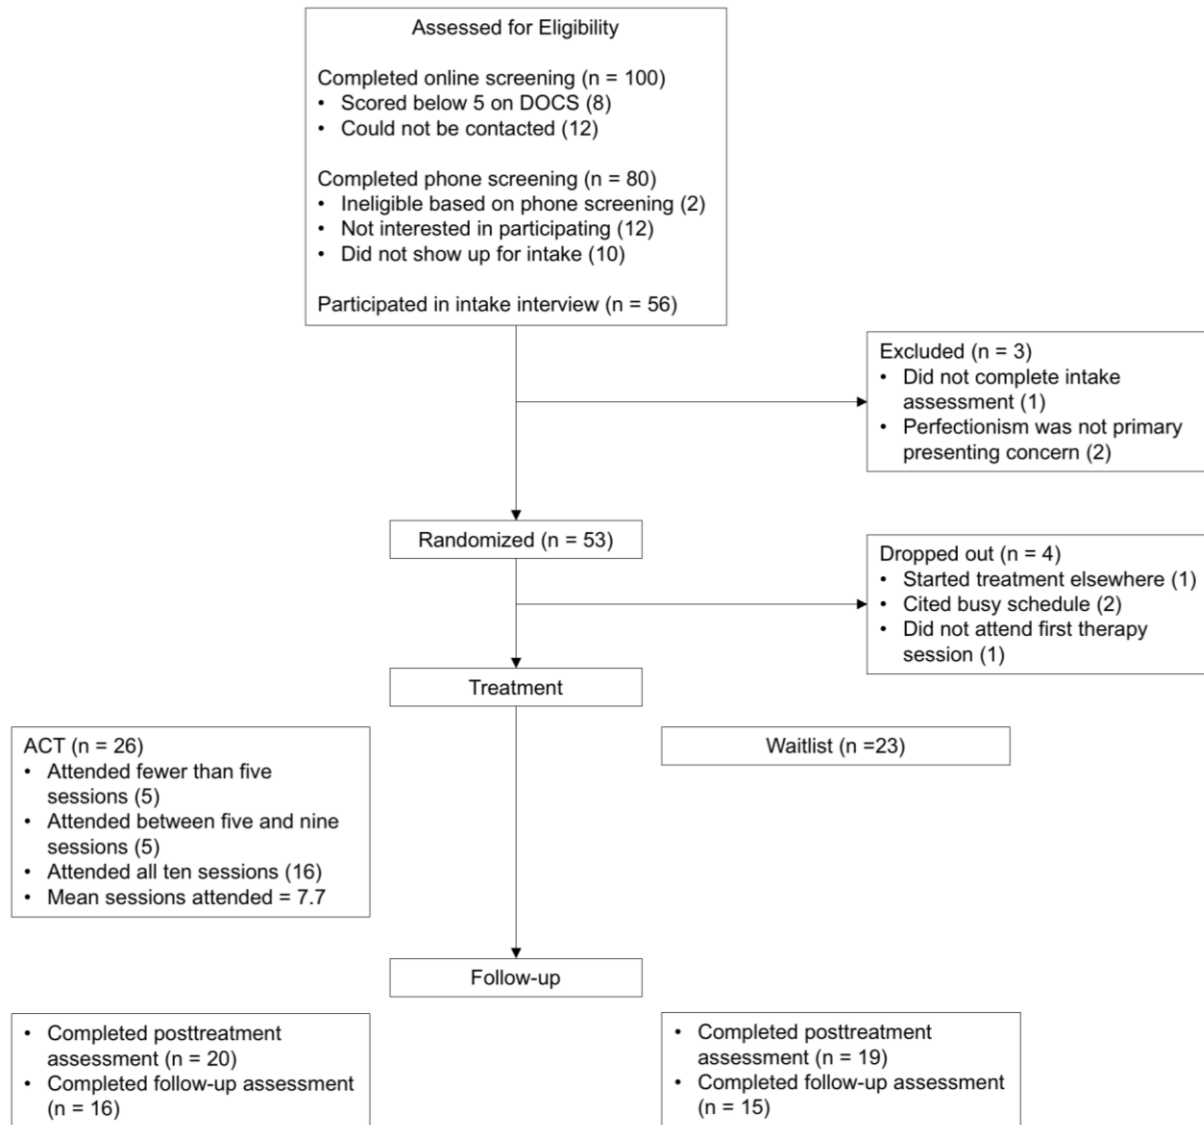 Assessed for Eligibility
Completed online screening (n = 100)
• Scored below 5 on DOCS (8)
• Could not be contacted (12)
Completed phone screening (n = 80)
• Ineligible based on phone screening (2)
• Not interested in participating (12)
• Did not show up for intake (10)
Participated in intake interview (n = 56)
Excluded (n = 3)
• Did not complete intake
assessment (1)
• Perfectionism was not primary
presenting concern (2)
Randomized (n = 53)
Dropped out (n = 4)
• Started treatment elsewhere (1)
• Cited busy schedule (2)
• Did not attend first therapy
session (1)
Treatment
ACT (n = 26)
• Attended fewer than five
sessions (5)
• Attended between five and nine
sessions (5)
• Attended all ten sessions (16)
• Mean sessions attended = 7.7
Waitlist (n =23)
Follow-up
• Completed posttreatment
assessment (n = 20)
• Completed follow-up assessment
(n = 16)
• Completed posttreatment
assessment (n = 19)
• Completed follow-up assessment
(n = 15)